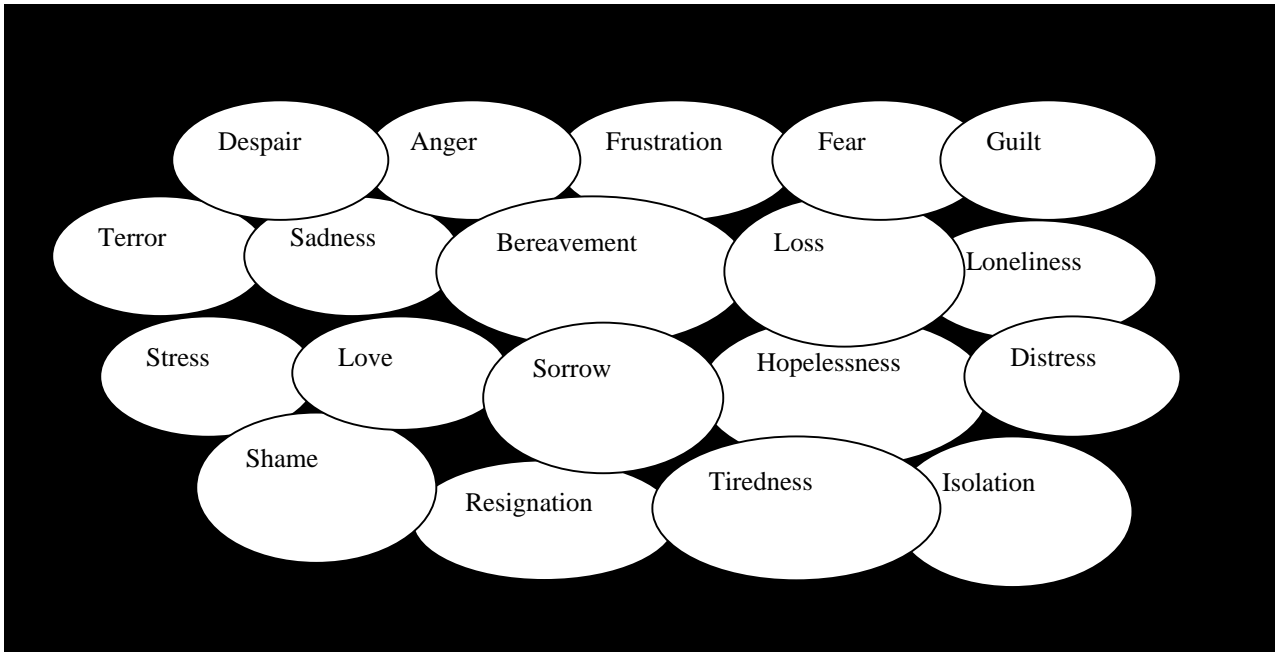 Despair
Anger
Frustration
Fear
Guilt
Terror
Sadness
Bereavement
Loss
Loneliness
Stress
Love
Sorrow
Hopelessness
Distress
Shame
Resignation
Tiredness
Isolation